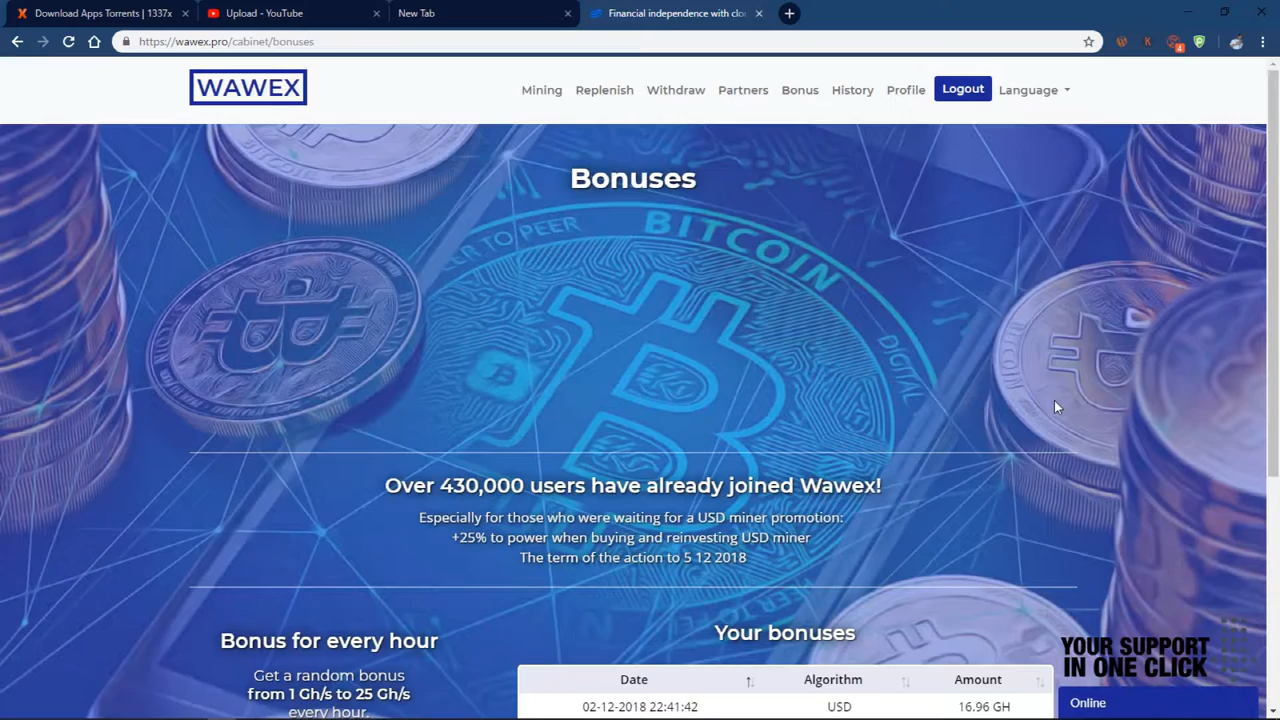 Download Apps Torrents | 1337x
Upload - YouTube
New Tab
Financial independence with clo
https://wawex.pro/cabinet/bonuses
4
WAWEX
Mining Replenish Withdraw Partners Bonus History Profile Logout Language
Bonuses
BITCOIN
DIGITAL
BITCOIN
Over 430,000 users have already joined Wawex!
Especially for those who were waiting for a USD miner promotion:
+25% to power when buying and reinvesting USD miner
The term of the action to 5 12 2018
Bonus for every hour
Get a random bonus
from 1 Gh/s to 25 Gh/s
every hour.
Your bonuses
Date Algorithm Amount
02-12-2018 22:41:42 USD 16.96 GH
YOUR SUPPORT
IN ONE CLICK
Online